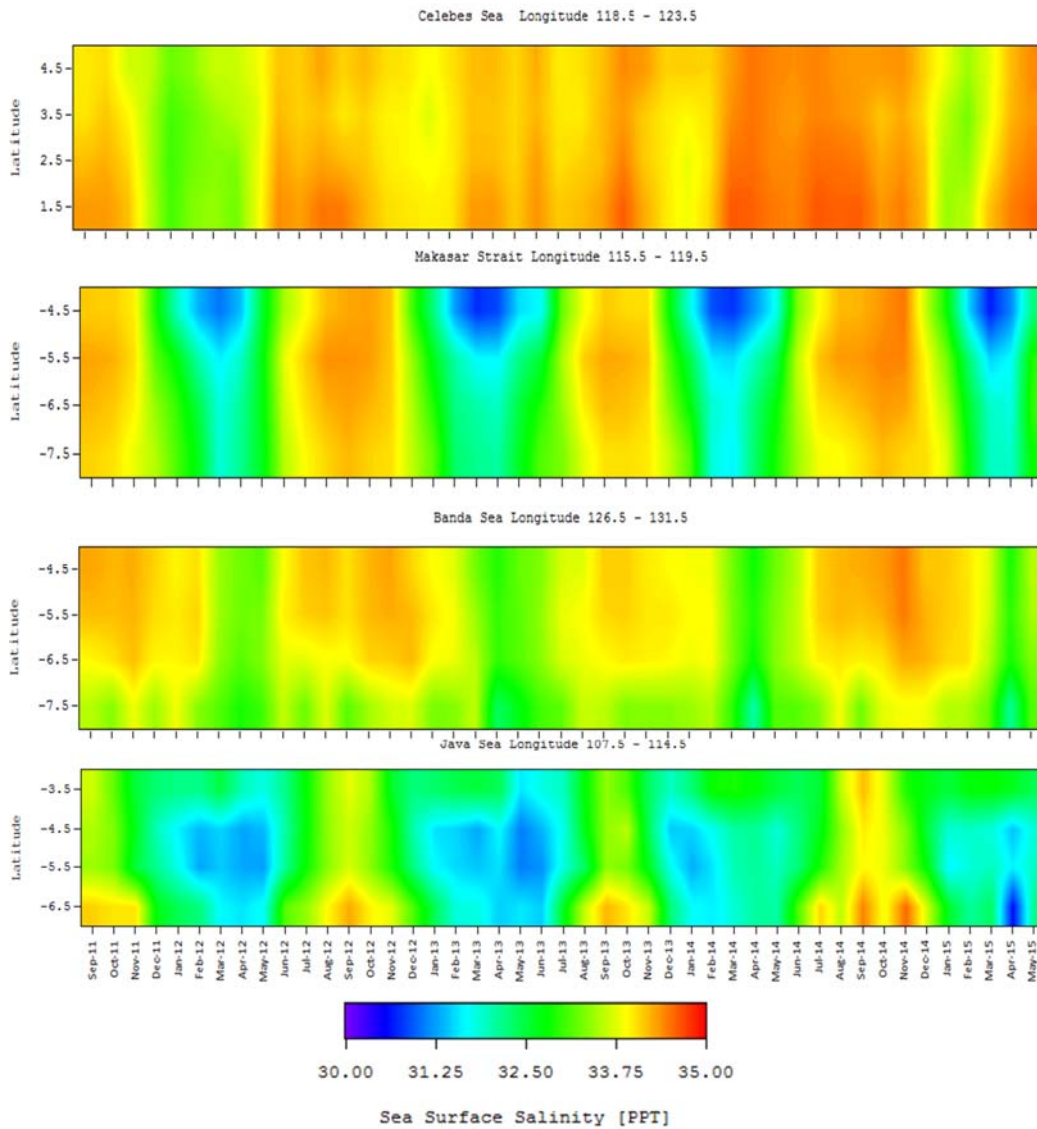 Celebes Sea  Longitude 118.5 - 123.5
Latitude
4.5
3.5
2.5
1.5
Makasar Strait Longitude 115.5 - 119.5
Latitude
-4.5
-5.5
-6.5
-7.5
Banda Sea Longitude 126.5 - 131.5
Latitude
-4.5
-5.5
-6.5
-7.5
Java Sea Longitude 107.5 - 114.5
Latitude
-3.5
-4.5
-5.5
-6.5
Sep-11 Oct-11 Nov-11 Dec-11 Jan-12 Feb-12 Mar-12 Apr-12 May-12 Jun-12 Jul-12 Aug-12 Sep-12 Oct-12 Nov-12 Dec-12 Jan-13 Feb-13 Mar-13 Apr-13 May-13 Jun-13 Jul-13 Aug-13 Sep-13 Oct-13 Nov-13 Dec-13 Jan-14 Feb-14 Mar-14 Apr-14 May-14 Jun-14 Jul-14 Aug-14 Sep-14 Oct-14 Nov-14 Dec-14 Jan-15 Feb-15 Mar-15 Apr-15 May-15
30.00 31.25 32.50 33.75 35.00
Sea Surface Salinity [PPT]